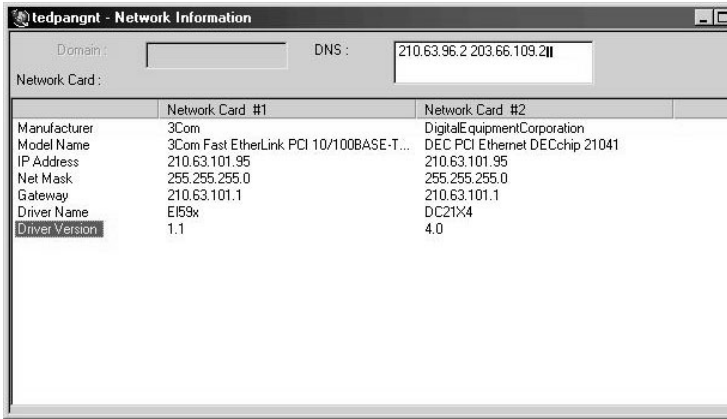 tedpangnt - Network Information
Domain : DNS : 210.63.96.2 203.66.109.2
Network Card :
Network Card #1 Network Card #2
Manufacturer 3Com DigitalEquipmentCorporation
Model Name 3Com Fast EtherLink PCI 10/100BASE-T... DEC PCI Ethernet DECchip 21041
IP Address 210.63.101.95 210.63.101.95
Net Mask 255.255.255.0 255.255.255.0
Gateway 210.63.101.1 210.63.101.1
Driver Name El59x DC21X4
Driver Version 1.1 4.0